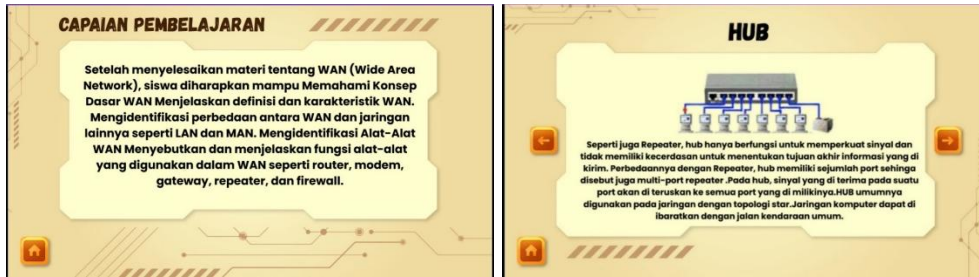 CAPAIAN PEMBELAJARAN
Setelah menyelesaikan materi tentang WAN (Wide Area
Network), siswa diharapkan mampu Memahami Konsep
Dasar WAN Menjelaskan definisi dan karakteristik WAN.
Mengidentifikasi perbedaan antara WAN dan jaringan
lainnya seperti LAN dan MAN. Mengidentifikasi Alat-Alat
WAN Menyebutkan dan menjelaskan fungsi alat-alat
yang digunakan dalam WAN seperti router, modem,
gateway, repeater, dan firewall.
HUB
Seperti juga Repeater, hub hanya berfungsi untuk memperkuat sinyal dan
tidak memiliki kecerdasan untuk menentukan tujuan akhir informasi yang di
kirim. Perbedaannya dengan Repeater, hub memiliki sejumlah port sehinga
disebut juga multi-port repeater .Pada hub, sinyal yang di terima pada suatu
port akan di teruskan ke semua port yang di milikinya.HUB umumnya
digunakan pada jaringan dengan topologi star.Jaringan komputer dapat di
ibaratkan dengan jalan kendaraan umum.